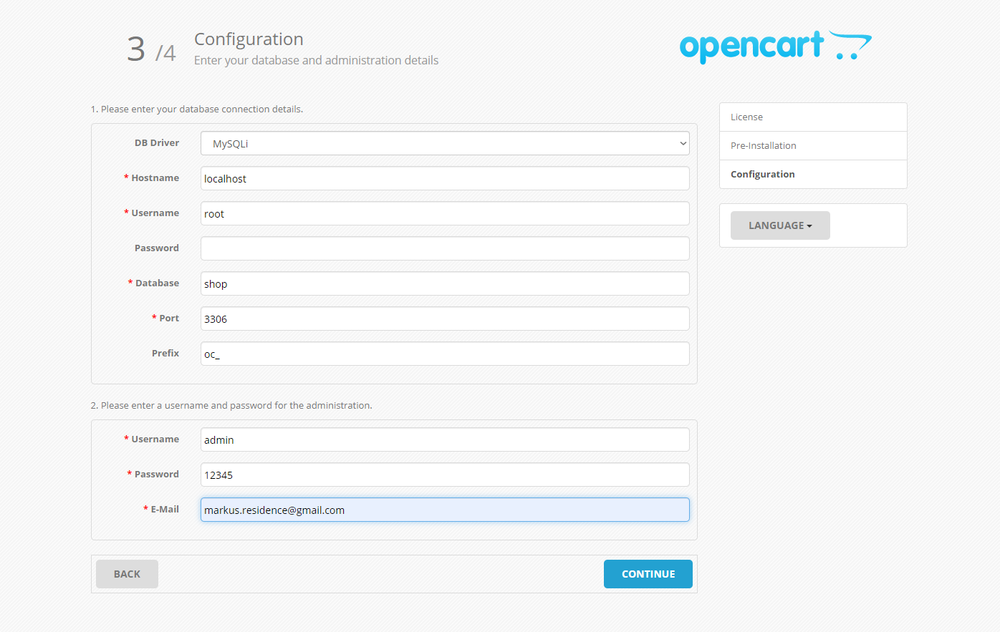 3 /4
Configuration
Enter your database and administration details
opencart
1. Please enter your database connection details.
DB Driver MySQLi
* Hostname localhost
* Username root
Password
* Database shop
* Port 3306
Prefix oc_
2. Please enter a username and password for the administration.
* Username admin
* Password 12345
* E-Mail markus.residence@gmail.com
BACK CONTINUE
License
Pre-Installation
Configuration
LANGUAGE